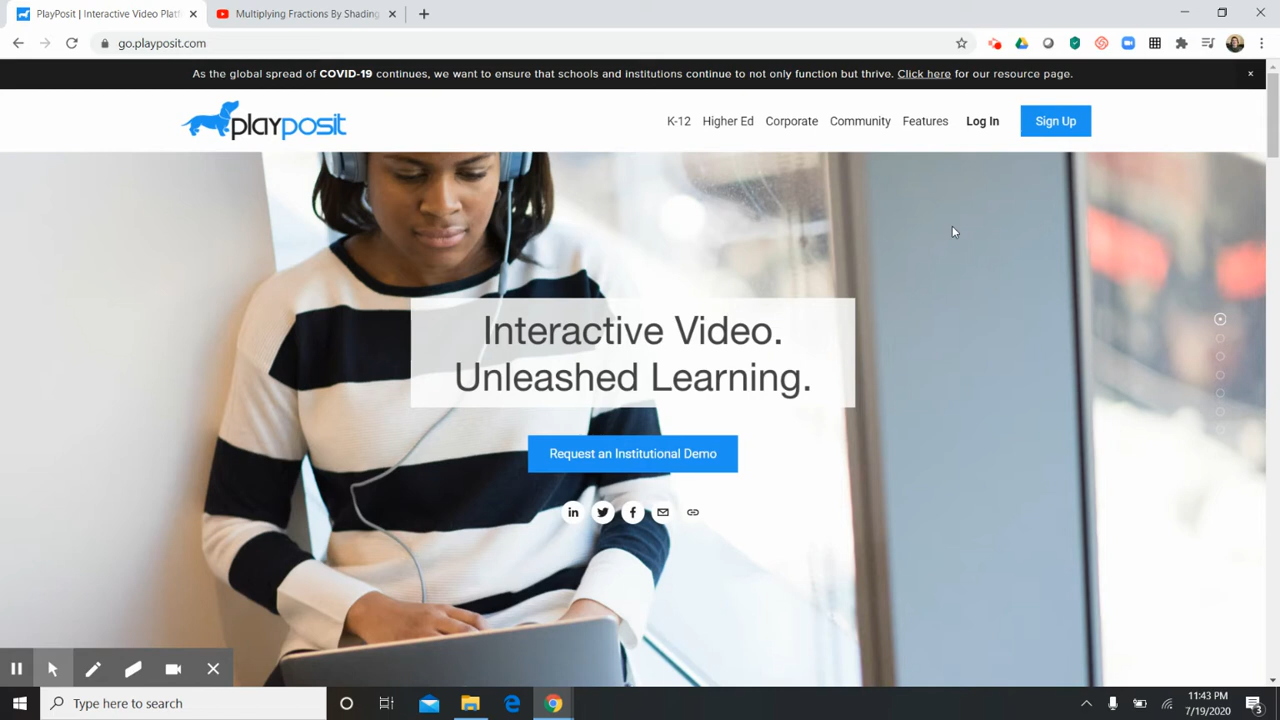 PlayPosit | Interactive Video Platf
Multiplying Fractions By Shading
go.playposit.com
As the global spread of COVID-19 continues, we want to ensure that schools and institutions continue to not only function but thrive. Click here for our resource page.
playposit
K-12 Higher Ed Corporate Community Features Log In Sign Up
Interactive Video.
Unleashed Learning.
Request an Institutional Demo
Type here to search
11:43 PM
7/19/2020
3